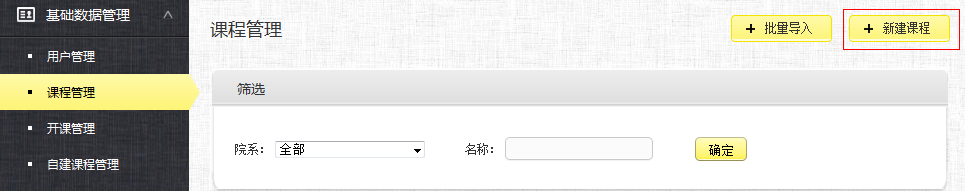 基础数据管理
用户管理
课程管理
开课管理
自建课程管理
课程管理
+ 批量导入
+ 新建课程
筛选
院系： 全部 名称： 确定